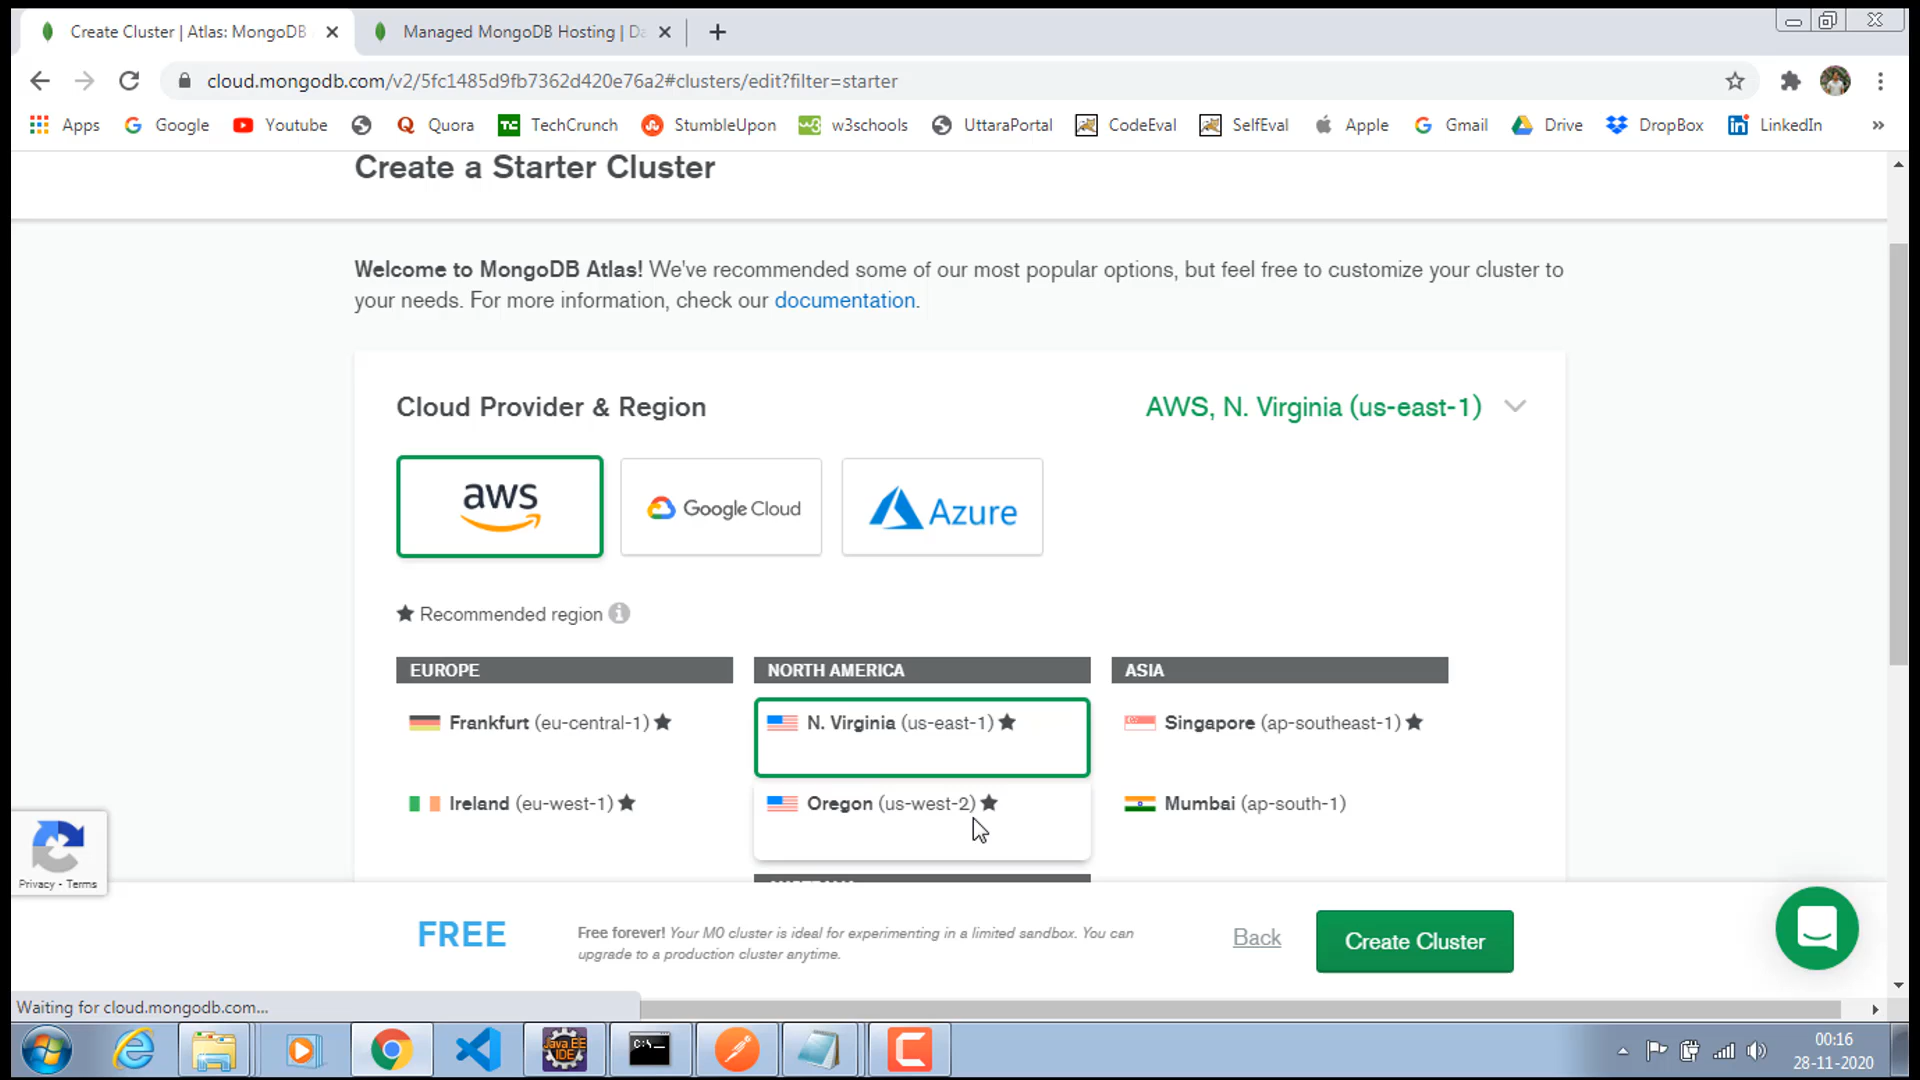 Create Cluster | Atlas: MongoDB
Managed MongoDB Hosting | Da
cloud.mongodb.com/v2/5fc1485d9fb7362d420e76a2#clusters/edit?filter=starter
Apps Google Youtube Quora TechCrunch StumbleUpon w3schools UttaraPortal CodeEval SelfEval Apple Gmail Drive DropBox LinkedIn »
Create a Starter Cluster
Welcome to MongoDB Atlas! We've recommended some of our most popular options, but feel free to customize your cluster to
your needs. For more information, check our documentation.
Cloud Provider & Region
AWS, N. Virginia (us-east-1)
aws
Google Cloud
Azure
★ Recommended region
EUROPE
NORTH AMERICA
ASIA
Frankfurt (eu-central-1) ★
N. Virginia (us-east-1) ★
Singapore (ap-southeast-1) ★
Ireland (eu-west-1) ★
Oregon (us-west-2) ★
Mumbai (ap-south-1)
Privacy - Terms
FREE
Free forever! Your M0 cluster is ideal for experimenting in a limited sandbox. You can
upgrade to a production cluster anytime.
Back
Create Cluster
Waiting for cloud.mongodb.com...
Java EE
IDE
C:\_
00:16
28-11-2020